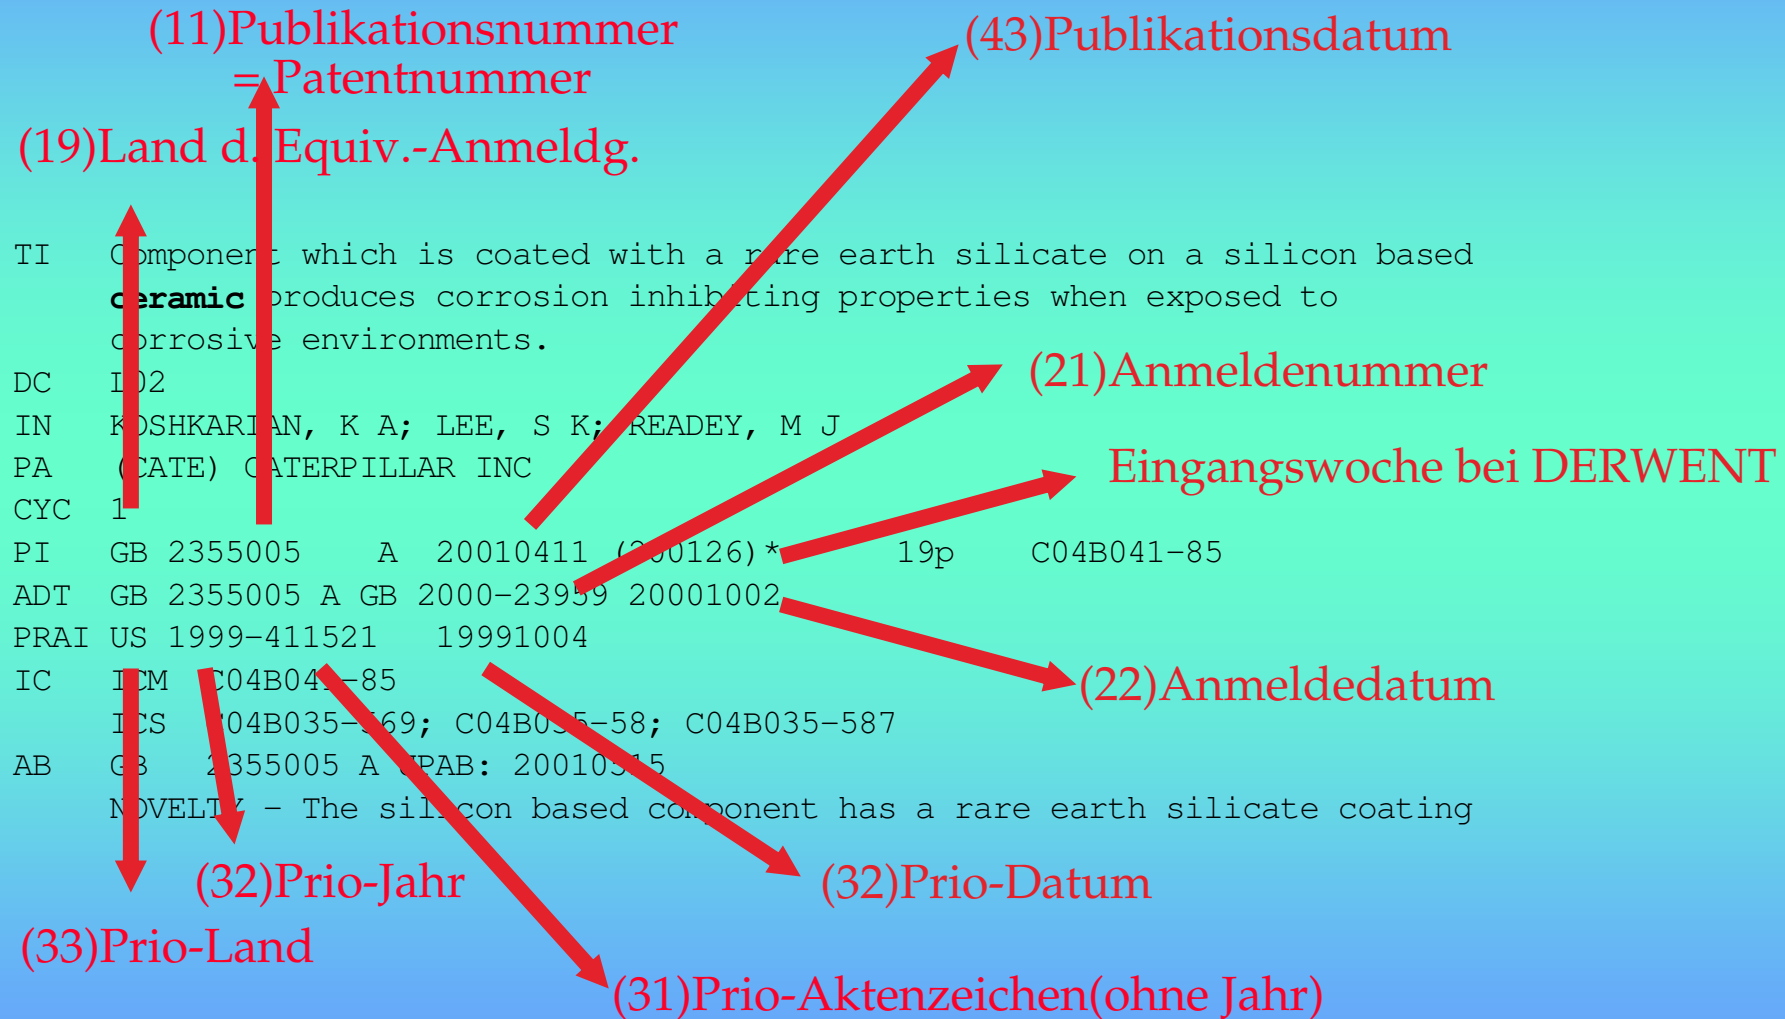 (11)Publikationsnummer
= Patentnummer
(43)Publikationsdatum
(19)Land d. Equiv.-Anmeldg.
TI Component which is coated with a rare earth silicate on a silicon based
ceramic produces corrosion inhibiting properties when exposed to
corrosive environments.
(21)Anmeldenummer
DC L02
IN KOSHKARIAN, K A; LEE, S K; READEY, M J
PA (CATE) CATERPILLAR INC
Eingangswoche bei DERWENT
CYC 1
PI GB 2355005 A 20010411 (200126)* 19p C04B041-85
ADT GB 2355005 A GB 2000-23959 20001002
PRAI US 1999-411521 19991004
IC ICM C04B041-85
(22)Anmeldedatum
ICS C04B035-569; C04B035-58; C04B035-587
AB GB 2355005 A UPAB: 20010515
NOVELTY - The silicon based component has a rare earth silicate coating
(32)Prio-Jahr
(32)Prio-Datum
(33)Prio-Land
(31)Prio-Aktenzeichen(ohne Jahr)